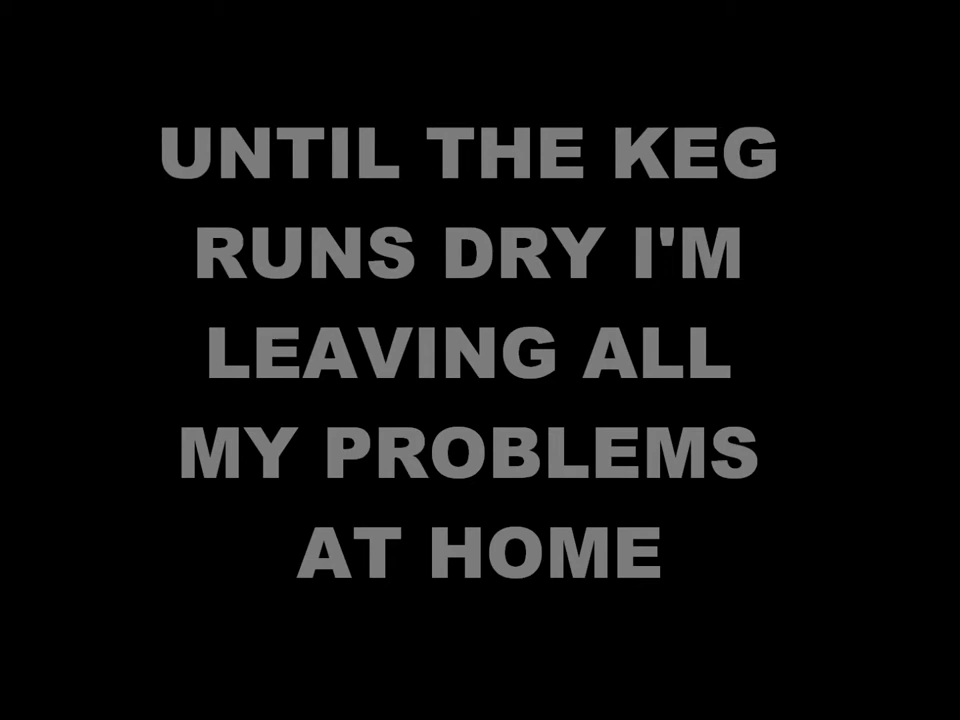 UNTIL THE KEG
RUNS DRY I'M
LEAVING ALL
MY PROBLEMS
AT HOME